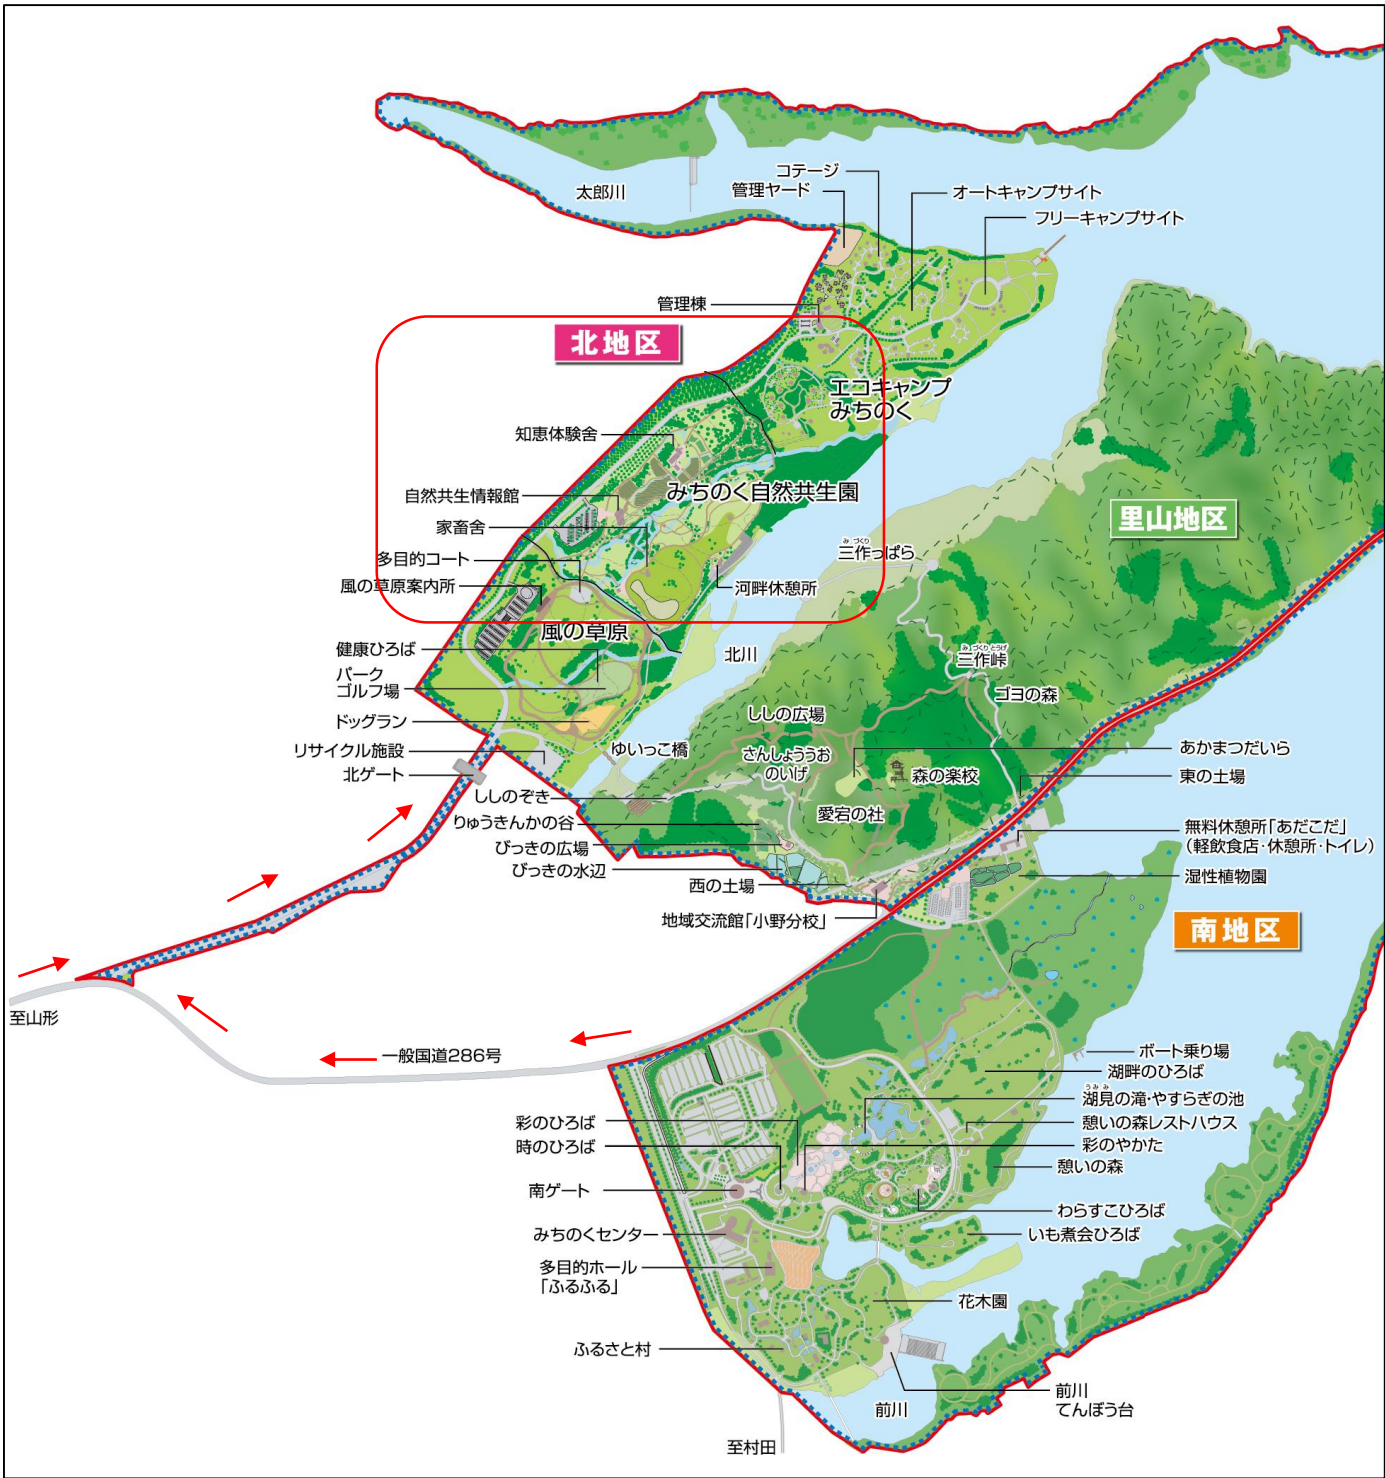 コテージ
太郎川
管理ヤード
オートキャンプサイト
フリーキャンプサイト
管理棟
北地区
エコキャンプ
みちのく
知恵体験舎
みちのく自然共生園
自然共生情報館
里山地区
家畜舎
み づくり
三作っぱら
多目的コート
風の草原案内所
河畔休憩所
風の草原
健康ひろば
北川
み づくり とうげ
三作峠
パーク
ゴルフ場
ゴヨの森
ドッグラン
ししの広場
リサイクル施設
ゆいっこ橋
さんしょううお
のいげ
あかまつだいら
北ゲート
森の楽校
東の土場
ししのぞき
愛宕の社
りゅうきんかの谷
無料休憩所「あだこだ」
(軽飲食店・休憩所・トイレ)
びっきの広場
びっきの水辺
西の土場
湿性植物園
地域交流館「小野分校」
南地区
至山形
一般国道286号
ボート乗り場
湖畔のひろば
うみみ
湖見の滝・やすらぎの池
彩のひろば
憩いの森レストハウス
時のひろば
彩のやかた
憩いの森
南ゲート
わらすこひろば
みちのくセンター
いも煮会ひろば
多目的ホール
「ふるふる」
花木園
ふるさと村
前川
てんぼう台
前川
至村田